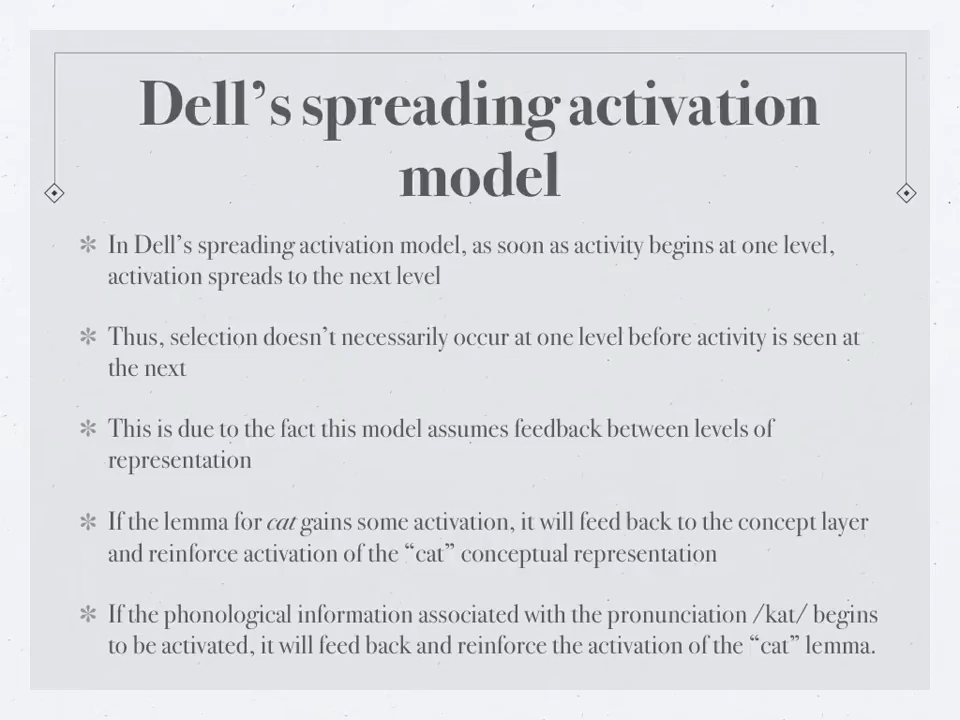 Dell’s spreading activation
model
✻ In Dell’s spreading activation model, as soon as activity begins at one level,
activation spreads to the next level
✻ Thus, selection doesn’t necessarily occur at one level before activity is seen at
the next
✻ This is due to the fact this model assumes feedback between levels of
representation
✻ If the lemma for cat gains some activation, it will feed back to the concept layer
and reinforce activation of the “cat” conceptual representation
✻ If the phonological information associated with the pronunciation /kat/ begins
to be activated, it will feed back and reinforce the activation of the “cat” lemma.